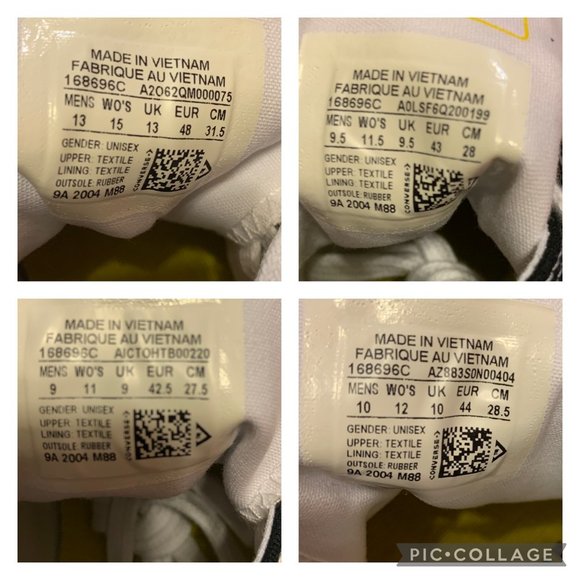 MADE IN VIETNAM
FABRIQUE AU VIETNAM
168696C A2O62QM000075
MENS WO'S UK EUR CM
13 15 13 48 31.5
GENDER: UNISEX
UPPER: TEXTILE
LINING: TEXTILE
OUTSOLE: RUBBER
9A 2004 M88
CONVERSE
MADE IN VIETNAM
FABRIQUE AU VIETNAM
168696C A0LSF6Q200199
MENS WO'S UK EUR CM
9.5 11.5 9.5 43 28
GENDER: UNISEX
UPPER: TEXTILE
LINING: TEXTILE
OUTSOLE: RUBBER
9A 2004 M88
CONVERSE
MADE IN VIETNAM
FABRIQUE AU VIETNAM
168696C AICTOHTB00220
MENS WO'S UK EUR CM
9 11 9 42.5 27.5
GENDER: UNISEX
UPPER: TEXTILE
LINING: TEXTILE
OUTSOLE: RUBBER
9A 2004 M88
CONVERSE
MADE IN VIETNAM
FABRIQUE AU VIETNAM
168696C AZ883S0N00404
MENS WO'S UK EUR CM
10 12 10 44 28.5
GENDER: UNISEX
UPPER: TEXTILE
LINING: TEXTILE
OUTSOLE: RUBBER
9A 2004 M88
CONVERSE
PIC•COLLAGE